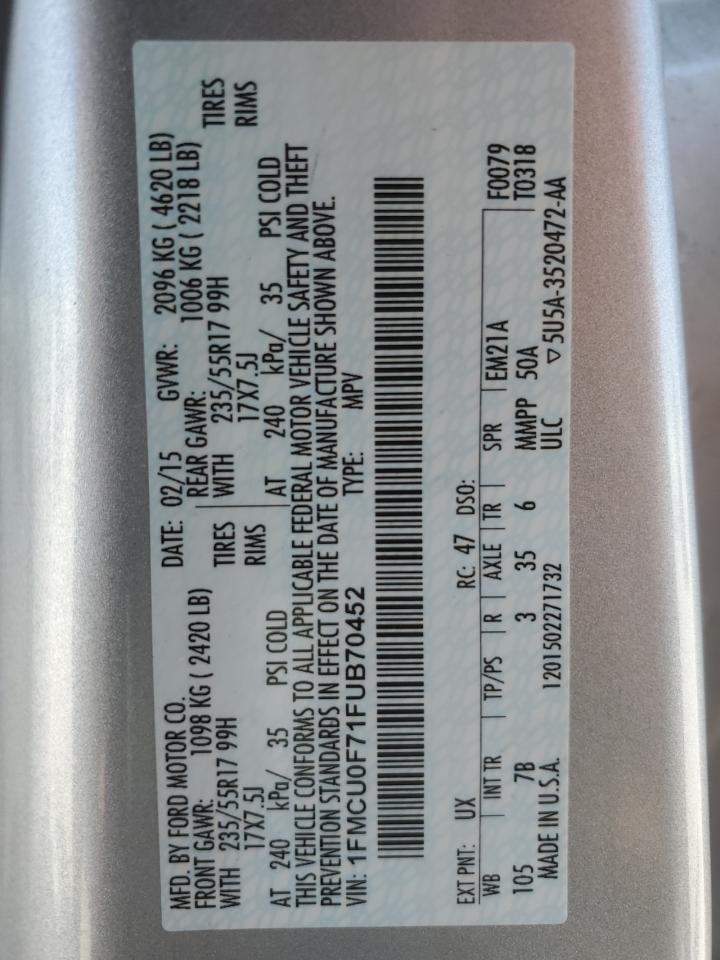 MFD. BY FORD MOTOR CO. DATE: 02/15 GVWR: 2096 KG ( 4620 LB)
FRONT GAWR: 1098 KG ( 2420 LB) REAR GAWR: 1006 KG ( 2218 LB)
WITH 235/55R17 99H TIRES WITH 235/55R17 99H TIRES
17X7.5J RIMS 17X7.5J RIMS
AT 240 kPa/ 35 PSI COLD AT 240 kPa/ 35 PSI COLD
THIS VEHICLE CONFORMS TO ALL APPLICABLE FEDERAL MOTOR VEHICLE SAFETY AND THEFT
PREVENTION STANDARDS IN EFFECT ON THE DATE OF MANUFACTURE SHOWN ABOVE.
VIN: 1FMCU0F71FUB70452 TYPE: MPV
EXT PNT: UX RC: 47 DSO:
WB INT TR TP/PS R AXLE TR SPR EM21A F0079
105 7B 3 35 6 MMPP 50A T0318
MADE IN U.S.A. 1201502271732 ULC ▽5U5A-3520472-AA